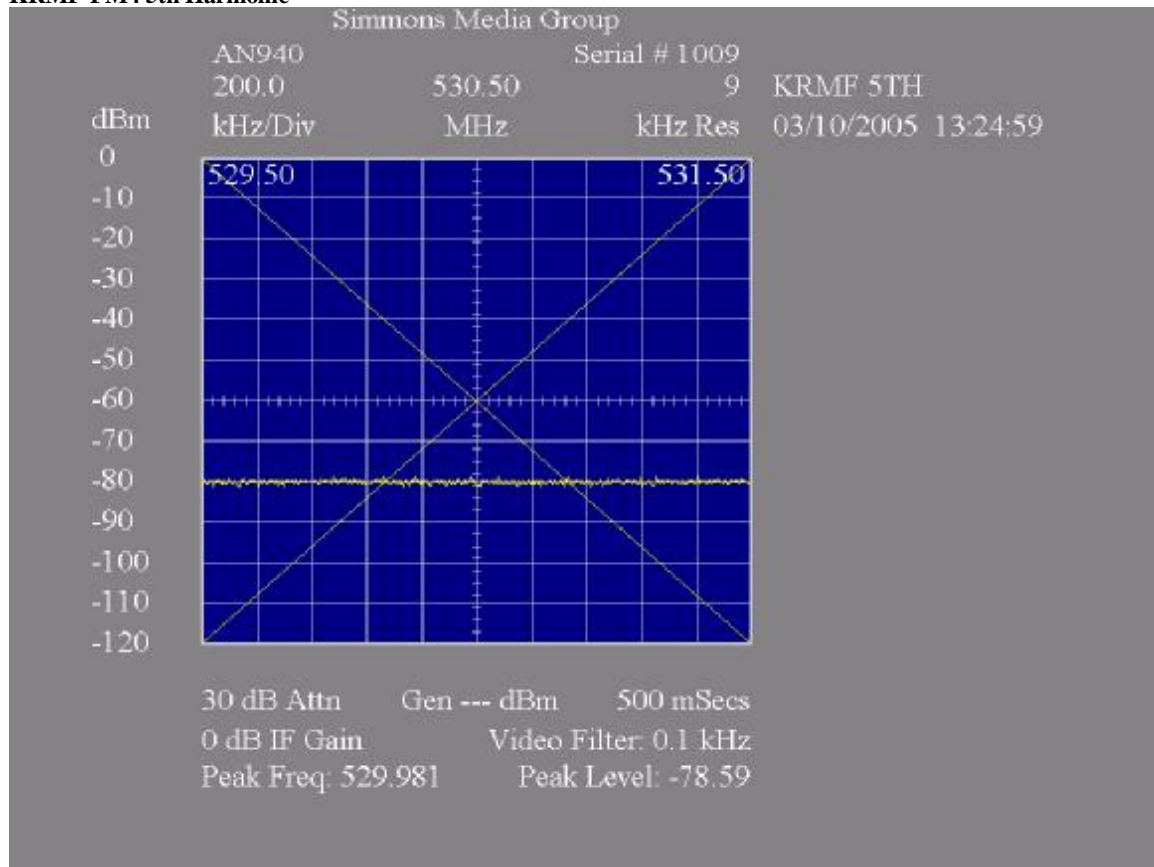 Simmons Media Group
AN940 Serial # 1009
200.0 530.50 9 KRMF 5TH
dBm kHz/Div MHz kHz Res 03/10/2005 13:24:59
0
529.50 531.50
-10
-20
-30
-40
-50
-60
-70
-80
-90
-100
-110
-120
30 dB Attn Gen --- dBm 500 mSecs
0 dB IF Gain Video Filter: 0.1 kHz
Peak Freq: 529.981 Peak Level: -78.59